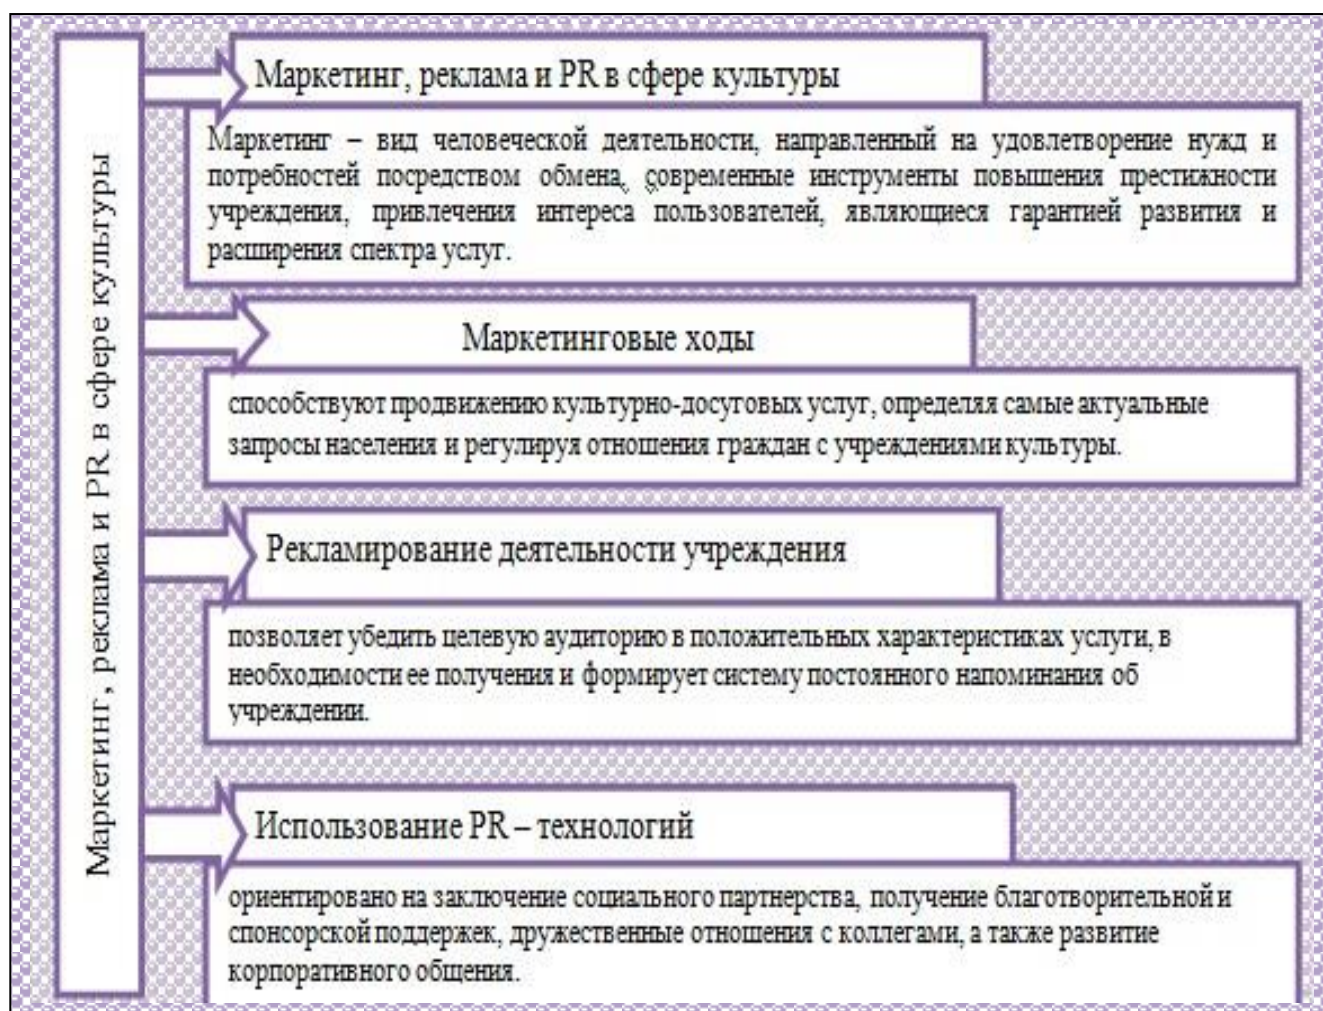 Маркетинг, реклама и PR в сфере культуры
Маркетинг, реклама и PR в сфере культуры
Маркетинг – вид человеческой деятельности, направленный на удовлетворение нужд и
потребностей посредством обмена, современные инструменты повышения престижности
учреждения, привлечения интереса пользователей, являющиеся гарантией развития и
расширения спектра услуг.
Маркетинговые ходы
способствуют продвижению культурно-досуговых услуг, определяя самые актуальные
запросы населения и регулируя отношения граждан с учреждениями культуры.
Рекламирование деятельности учреждения
позволяет убедить целевую аудиторию в положительных характеристиках услуги, в
необходимости ее получения и формирует систему постоянного напоминания об
учреждении.
Использование PR – технологий
ориентировано на заключение социального партнерства, получение благотворительной и
спонсорской поддержек, дружественные отношения с коллегами, а также развитие
корпоративного общения.